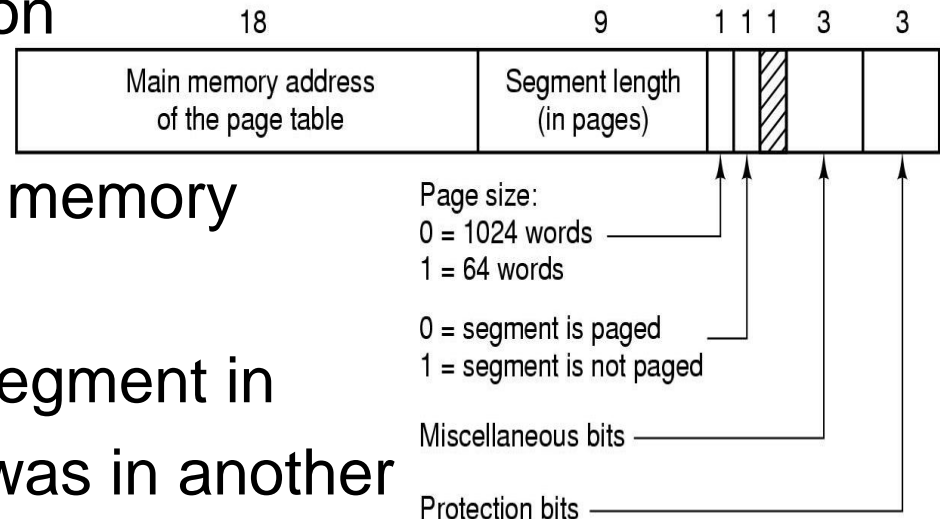 on
18 9 1 1 1 3 3
Main memory address
of the page table
Segment length
(in pages)
memory
Page size:
0 = 1024 words
1 = 64 words
0 = segment is paged
1 = segment is not paged
egment in
Miscellaneous bits
was in another
Protection bits